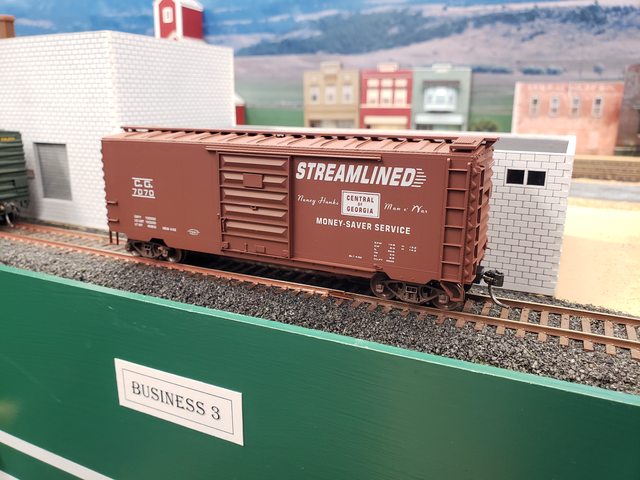 STREAMLINED
C.G.
7070
Nancy Hanks
CENTRAL
OF
GEORGIA
Man o' War
MONEY-SAVER SERVICE
BUSINESS 3